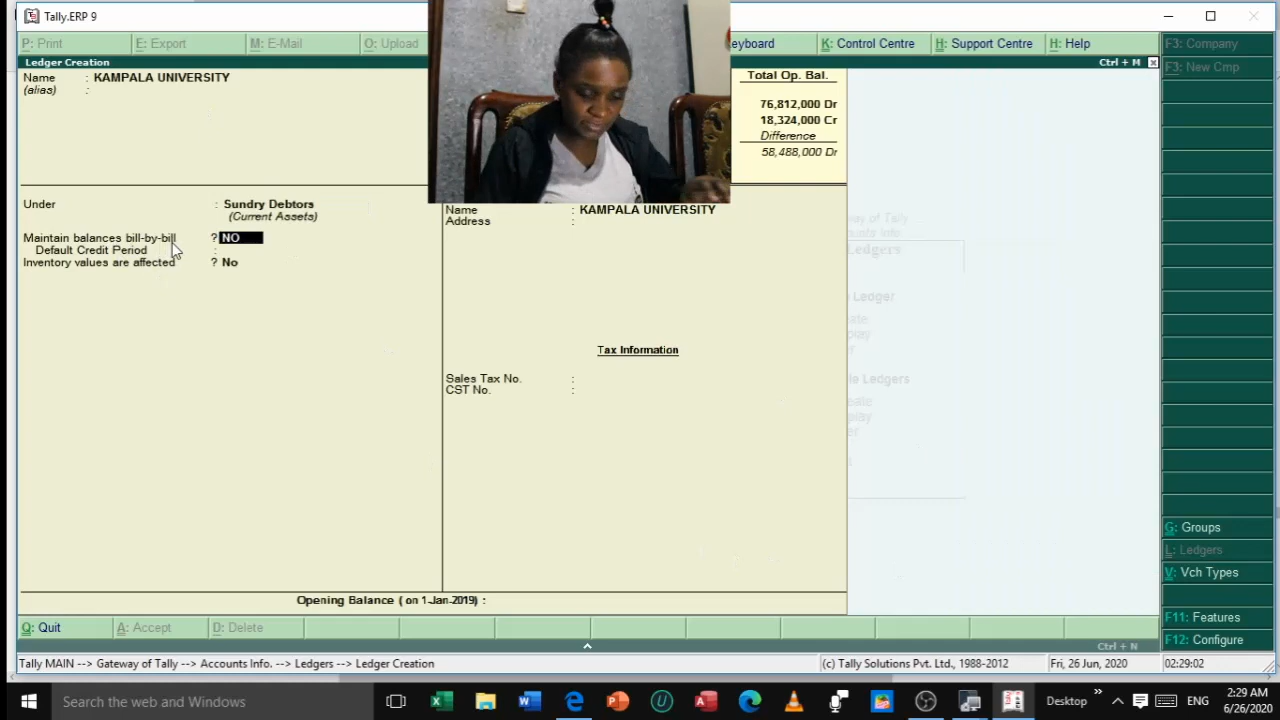 Tally.ERP 9
P: Print
E: Export
M: E-Mail
O: Upload
eyboard
K: Control Centre
H: Support Centre
H: Help
F3: Company
F3: New Cmp
Ledger Creation
Ctrl + M
Name : KAMPALA UNIVERSITY
(alias) :
Total Op. Bal.
76,812,000 Dr
18,324,000 Cr
Difference
58,488,000 Dr
Under : Sundry Debtors
(Current Assets)
Maintain balances bill-by-bill ? NO
Default Credit Period :
Inventory values are affected ? No
Name : KAMPALA UNIVERSITY
Address :
Tax Information
Sales Tax No. :
CST No. :
Opening Balance ( on 1-Jan-2019) :
G: Groups
L: Ledgers
V: Vch Types
F11: Features
F12: Configure
Q: Quit
A: Accept
D: Delete
Ctrl + N
Tally MAIN --> Gateway of Tally --> Accounts Info. --> Ledgers --> Ledger Creation
(c) Tally Solutions Pvt. Ltd., 1988-2012
Fri, 26 Jun, 2020
02:29:02
Search the web and Windows
Desktop
ENG
2:29 AM
6/26/2020